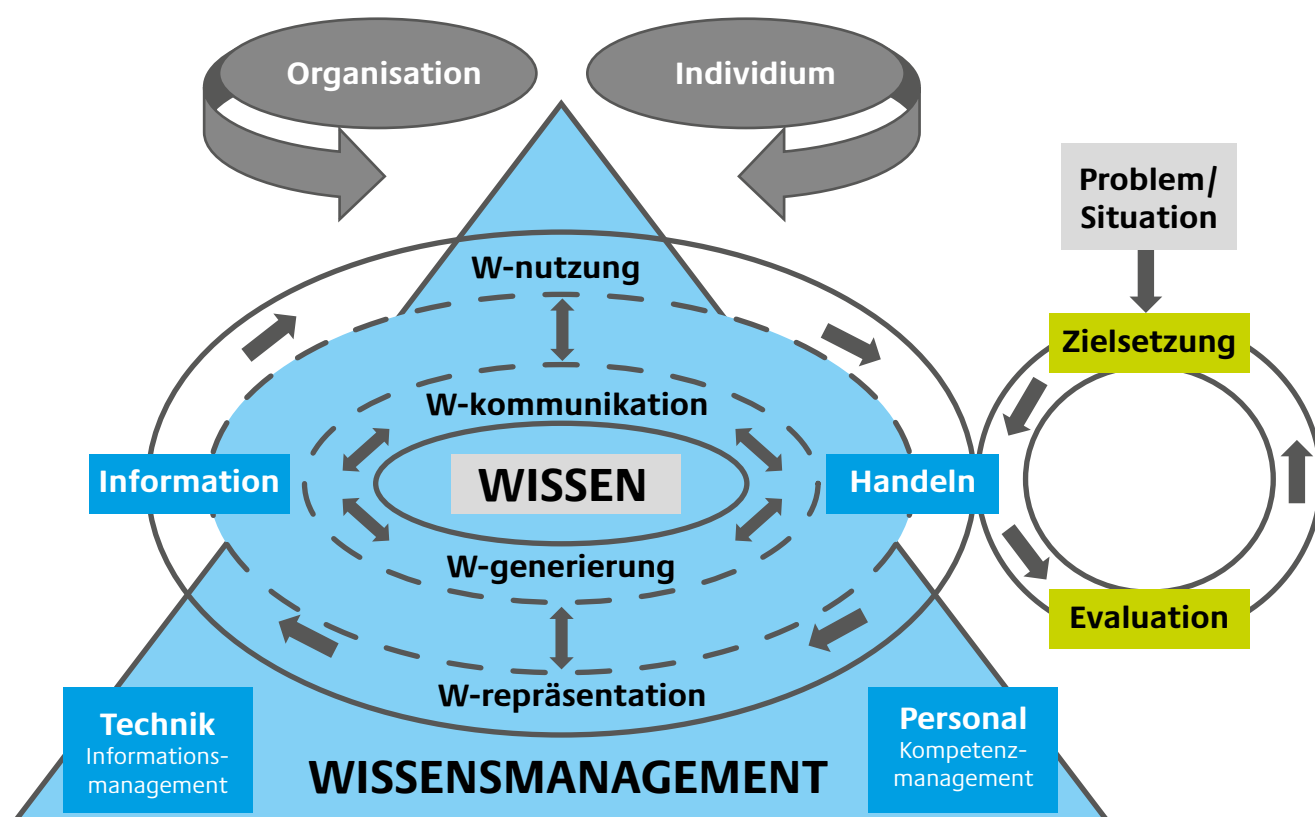 Organisation
Individium
Problem/
Situation
W-nutzung
Zielsetzung
W-kommunikation
Information
WISSEN
Handeln
W-generierung
Evaluation
W-repräsentation
Technik
Informations-
management
Personal
Kompetenz-
management
WISSENSMANAGEMENT